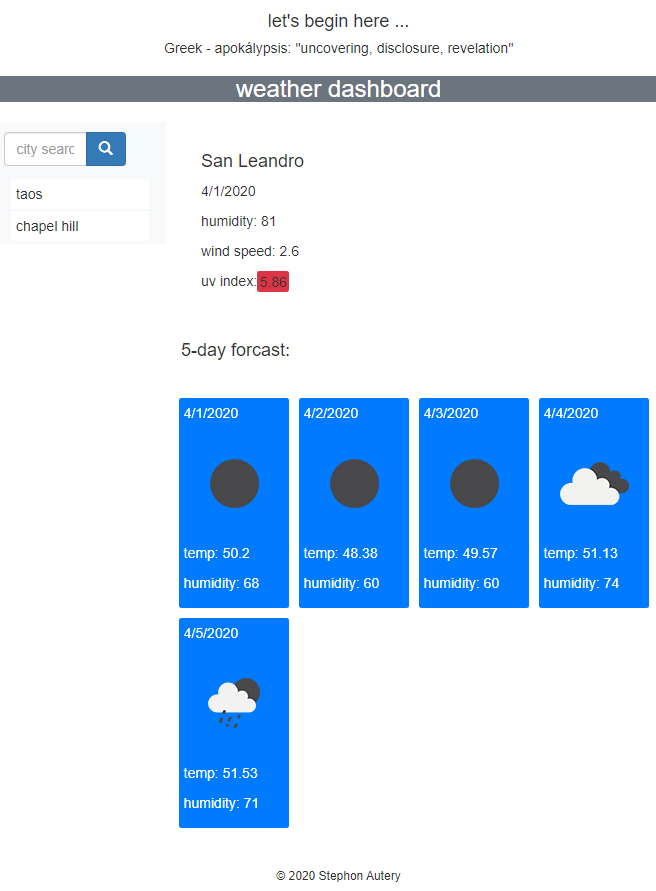 let's begin here ...
Greek - apokálypsis: "uncovering, disclosure, revelation"
weather dashboard
city searc
taos
chapel hill
San Leandro
4/1/2020
humidity: 81
wind speed: 2.6
uv index: 5.86
5-day forcast:
4/1/2020
temp: 50.2
humidity: 68
4/2/2020
temp: 48.38
humidity: 60
4/3/2020
temp: 49.57
humidity: 60
4/4/2020
temp: 51.13
humidity: 74
4/5/2020
temp: 51.53
humidity: 71
© 2020 Stephon Autery